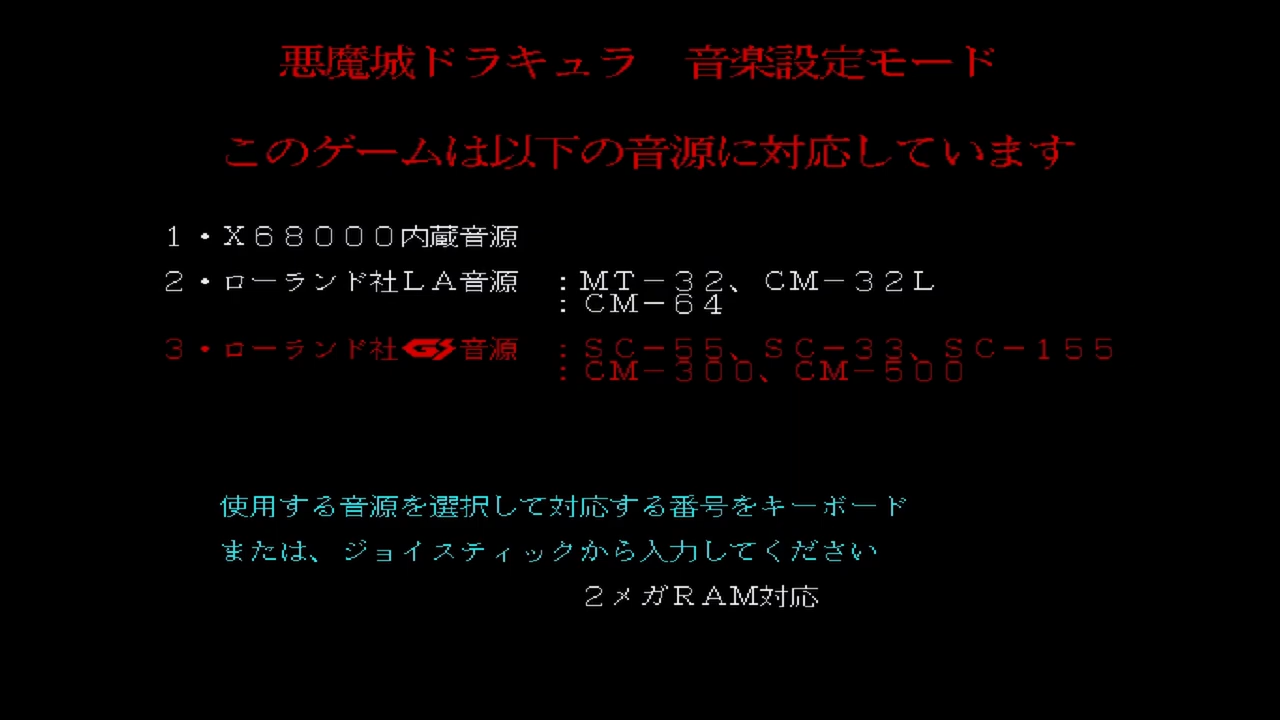 悪魔城ドラキュラ　音楽設定モード
このゲームは以下の音源に対応しています
１・Ｘ６８０００内蔵音源
２・ローランド社ＬＡ音源　：ＭＴ－３２、ＣＭ－３２Ｌ
：ＣＭ－６４
３・ローランド社GS音源　：ＳＣ－５５、ＳＣ－３３、ＳＣ－１５５
：ＣＭ－３００、ＣＭ－５００
使用する音源を選択して対応する番号をキーボード
または、ジョイスティックから入力してください
２メガＲＡＭ対応